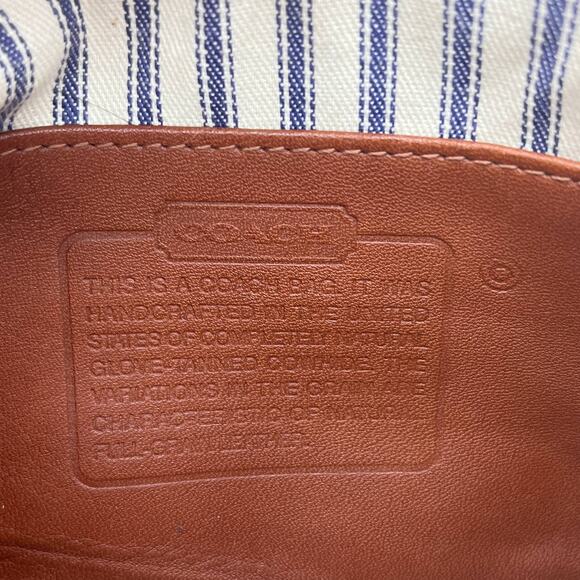 COACH
THIS IS A COACH BAG. IT WAS
HANDCRAFTED IN THE UNITED
STATES OF COMPLETELY NATURAL
GLOVE-TANNED COWHIDE. THE
VARIATIONS IN THE GRAIN ARE
CHARACTERISTIC OF NATURAL
FULL-GRAIN LEATHER.